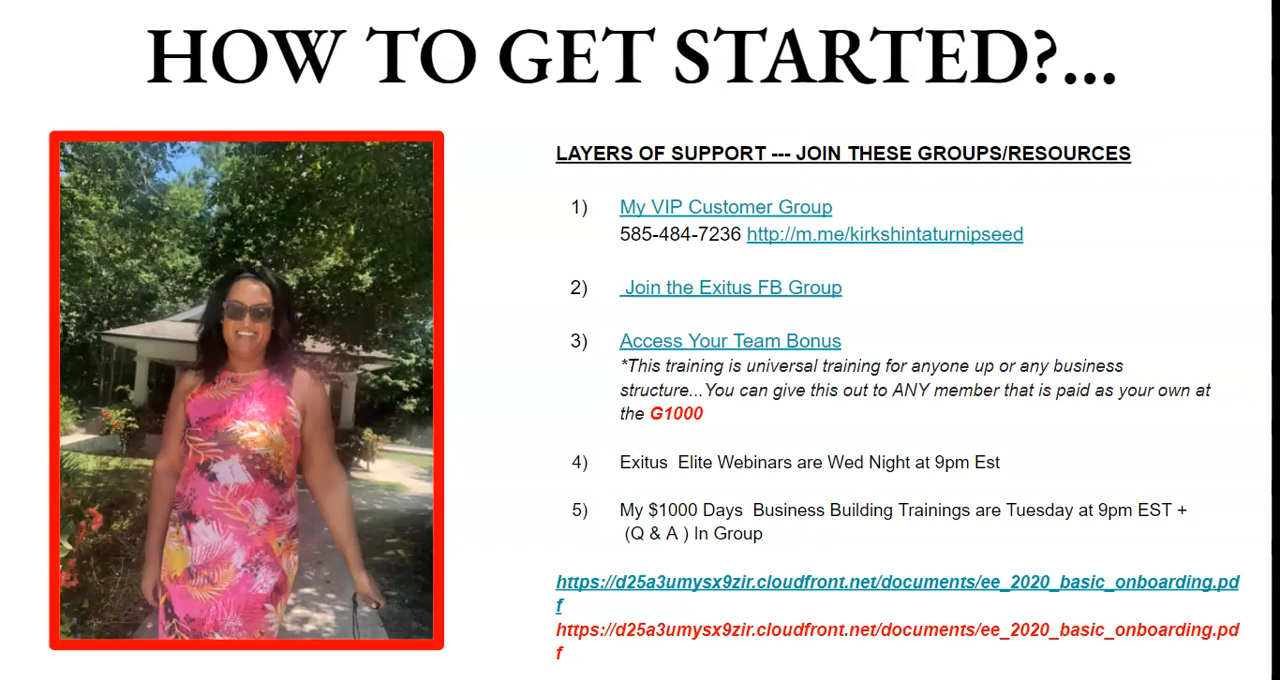 HOW TO GET STARTED?...
LAYERS OF SUPPORT --- JOIN THESE GROUPS/RESOURCES
1) My VIP Customer Group
585-484-7236 http://m.me/kirkshintaturnipseed
2) Join the Exitus FB Group
3) Access Your Team Bonus
*This training is universal training for anyone up or any business
structure...You can give this out to ANY member that is paid as your own at
the G1000
4) Exitus Elite Webinars are Wed Night at 9pm Est
5) My $1000 Days Business Building Trainings are Tuesday at 9pm EST +
(Q & A ) In Group
https://d25a3umysx9zir.cloudfront.net/documents/ee_2020_basic_onboarding.pd
f
https://d25a3umysx9zir.cloudfront.net/documents/ee_2020_basic_onboarding.pd
f